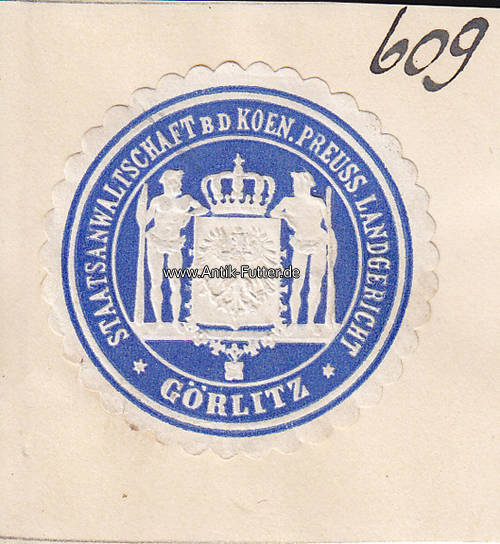 609
STAATSANWALTSCHAFT B D KOEN. PREUSS. LANDGERICHT
* GÖRLITZ *
www.Antik-Futter.de